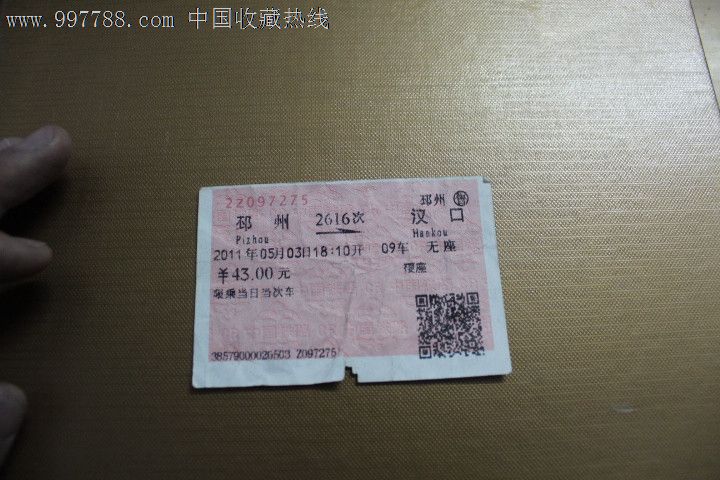 www.997788.com 中国收藏热线
2Z097275
邳州 售
邳州 2616次 汉口
Pizhou Hankou
2011年05月03日18:10开 09车 无座
￥43.00元 硬座
限乘当日当次车
38579000020503 Z097275